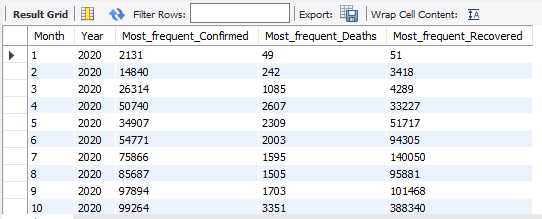 Result Grid Filter Rows: Export: Wrap Cell Content:
Month Year Most_frequent_Confirmed Most_frequent_Deaths Most_frequent_Recovered
1 2020 2131 49 51
2 2020 14840 242 3418
3 2020 26314 1085 4289
4 2020 50740 2607 33227
5 2020 34907 2309 51717
6 2020 54771 2003 94305
7 2020 75866 1595 140050
8 2020 85687 1505 95881
9 2020 97894 1703 101468
10 2020 99264 3351 388340